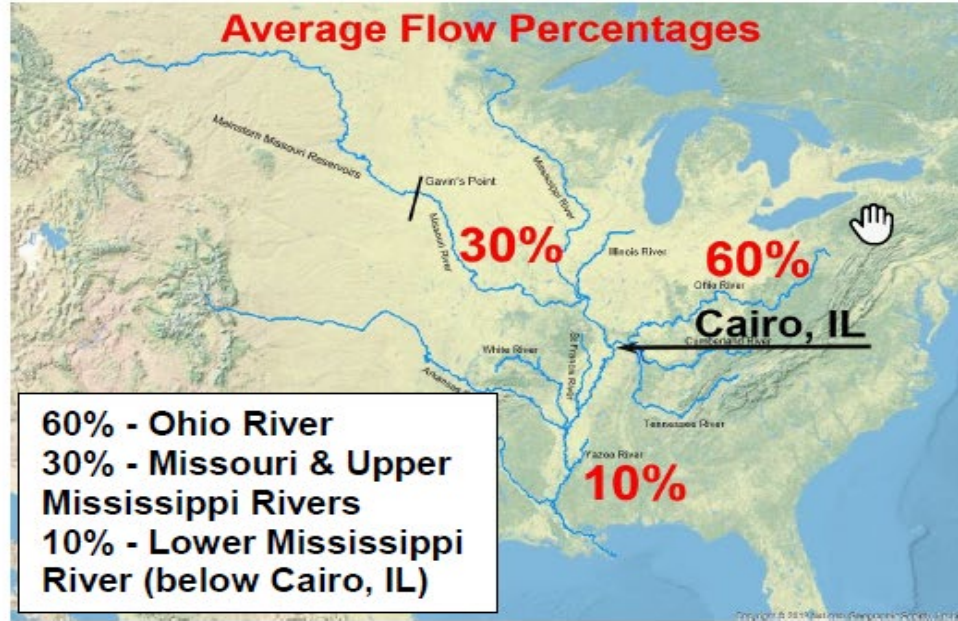 Average Flow Percentages
Mainstem Missouri Reservoirs
Gavin's Point
Mississippi River
Missouri River
30%
Illinois River
60%
Ohio River
Cairo, IL
Cumberland River
White River
St Francis River
Arkansas
Tennessee River
Yazoo River
10%
60% - Ohio River
30% - Missouri & Upper
Mississippi Rivers
10% - Lower Mississippi
River (below Cairo, IL)